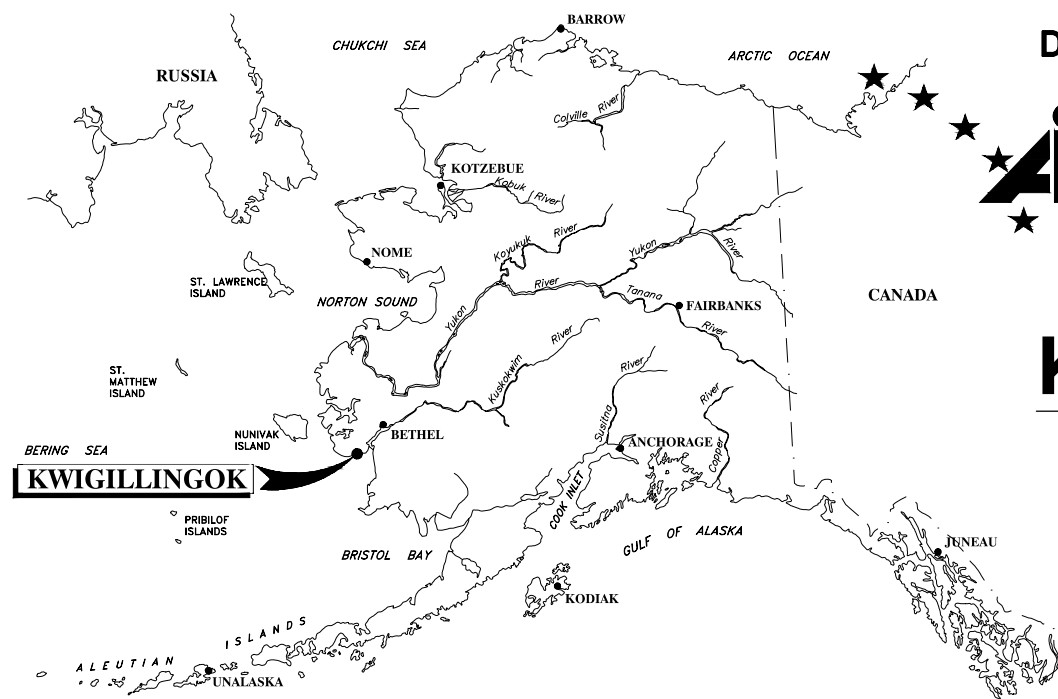 BARROW
CHUKCHI SEA
ARCTIC OCEAN
D
RUSSIA
Colville River
KOTZEBUE
Kobuk River
Koyukuk River
Yukon
River
NOME
ST. LAWRENCE
ISLAND
NORTON SOUND
River
Yukon
Tanana
FAIRBANKS
CANADA
River
Kuskokwim River
ST.
MATTHEW
ISLAND
River
Susitna
River
Copper
K
NUNIVAK
ISLAND
BETHEL
ANCHORAGE
BERING SEA
KWIGILLINGOK
COOK INLET
PRIBILOF
ISLANDS
BRISTOL BAY
GULF OF ALASKA
JUNEAU
KODIAK
ALEUTIAN ISLANDS
UNALASKA